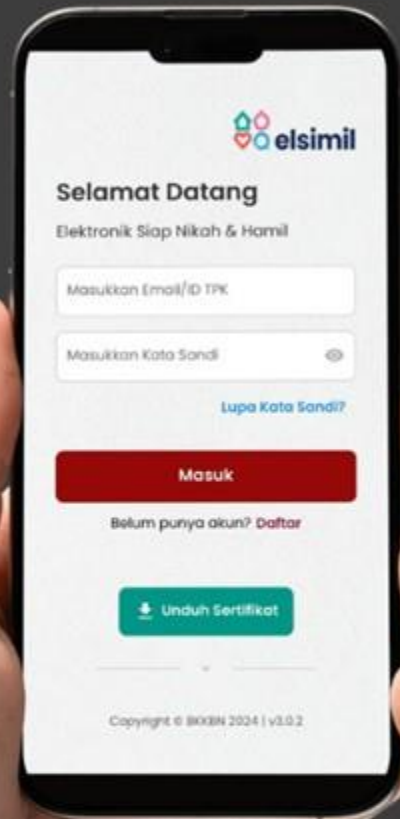 elsimil
Selamat Datang
Elektronik Siap Nikah & Hamil
Masukkan Email/ID TPK
Masukkan Kata Sandi
Lupa Kata Sandi?
Masuk
Belum punya akun? Daftar
Unduh Sertifikat
Copyright © BKKBN 2024 | v3.0.2